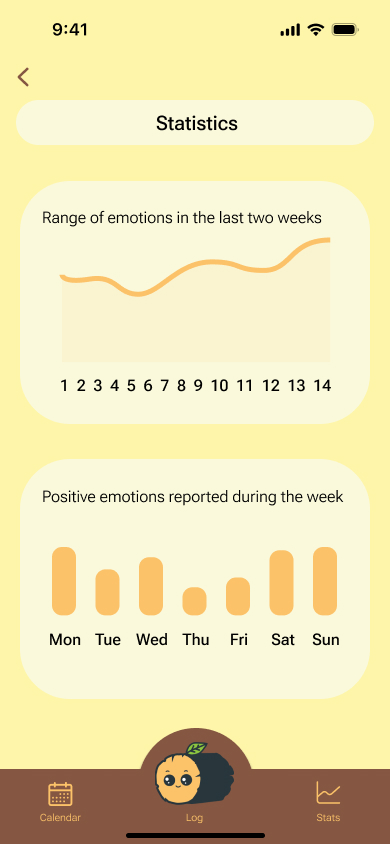 9:41
Statistics
Range of emotions in the last two weeks
1 2 3 4 5 6 7 8 9 10 11 12 13 14
Positive emotions reported during the week
Mon Tue Wed Thu Fri Sat Sun
Calendar Log Stats